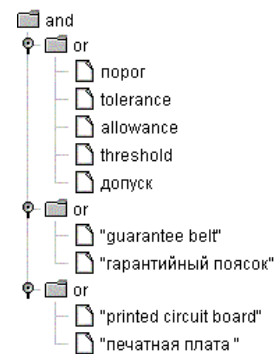 and
or
порог
tolerance
allowance
threshold
допуск
or
"guarantee belt"
"гарантийный поясок"
or
"printed circuit board"
"печатная плата "